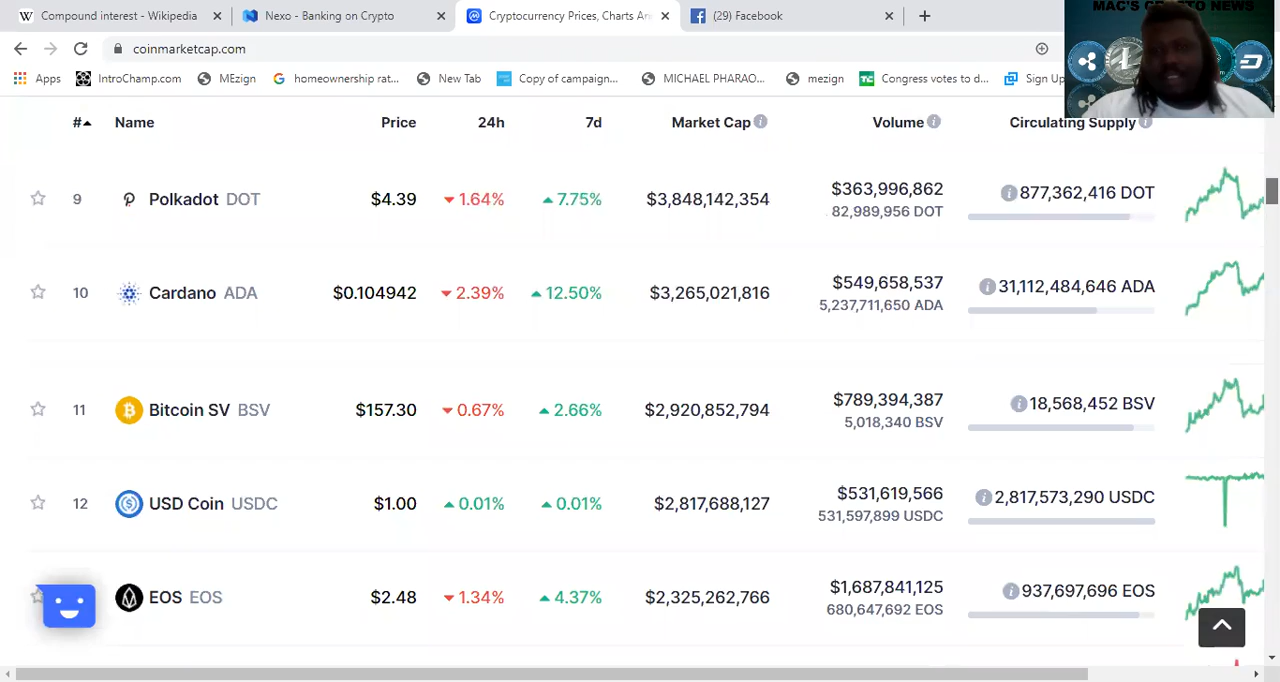 Compound interest - Wikipedia
Nexo - Banking on Crypto
Cryptocurrency Prices, Charts An
(29) Facebook
coinmarketcap.com
Apps
IntroChamp.com
MEzign
homeownership rat...
New Tab
Copy of campaign...
MICHAEL PHARAO...
mezign
Congress votes to d...
Sign Up
MAC'S CRYPTO NEWS
# Name Price 24h 7d Market Cap Volume Circulating Supply
9 Polkadot DOT $4.39 1.64% 7.75% $3,848,142,354 $363,996,862 877,362,416 DOT
82,989,956 DOT
10 Cardano ADA $0.104942 2.39% 12.50% $3,265,021,816 $549,658,537 31,112,484,646 ADA
5,237,711,650 ADA
11 Bitcoin SV BSV $157.30 0.67% 2.66% $2,920,852,794 $789,394,387 18,568,452 BSV
5,018,340 BSV
12 USD Coin USDC $1.00 0.01% 0.01% $2,817,688,127 $531,619,566 2,817,573,290 USDC
531,597,899 USDC
EOS EOS $2.48 1.34% 4.37% $2,325,262,766 $1,687,841,125 937,697,696 EOS
680,647,692 EOS